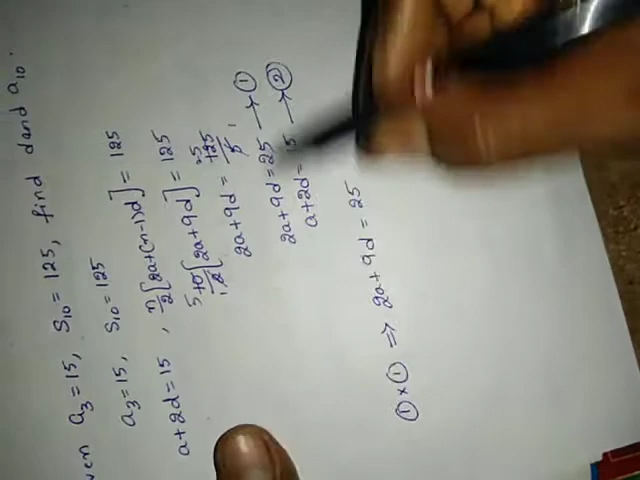 ven a₃ = 15, S₁₀ = 125, find d and a₁₀.
a₃ = 15, S₁₀ = 125
a + 2d = 15, n/2 [2a + (n-1)d] = 125
10/2 [2a + 9d] = 125
2a + 9d = 125/5
2a + 9d = 25 → ①
a + 2d = 15 → ②
① × ① ⇒ 2a + 9d = 25